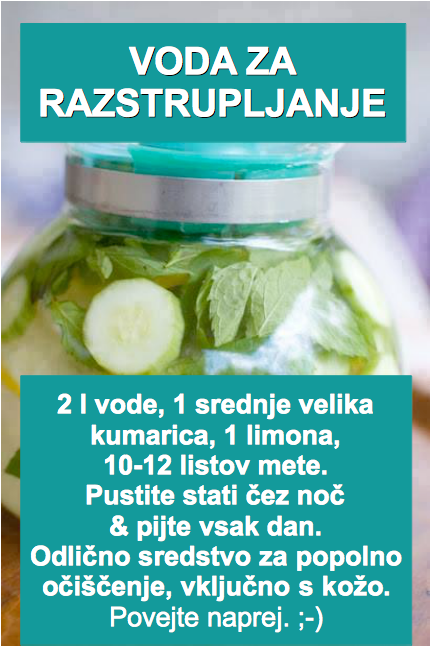 VODA ZA
RAZSTRUPLJANJE
2 l vode, 1 srednje velika
kumarica, 1 limona,
10-12 listov mete.
Pustite stati čez noč
& pijte vsak dan.
Odlično sredstvo za popolno
očiščenje, vključno s kožo.
Povejte naprej. ;-)